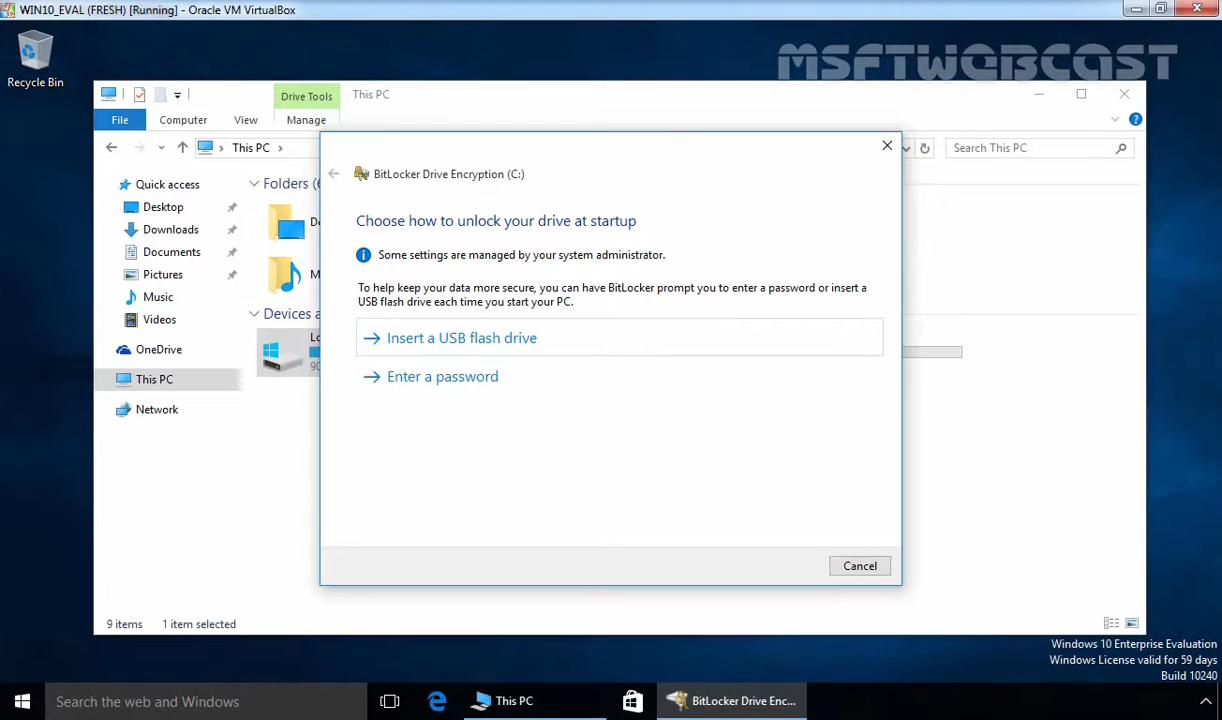 WIN10_EVAL (FRESH) [Running] - Oracle VM VirtualBox
Recycle Bin
MSFTWEBCAST
Drive Tools
This PC
File
Computer
View
Manage
This PC
Search This PC
BitLocker Drive Encryption (C:)
Quick access
Desktop
Downloads
Documents
Pictures
Music
Videos
OneDrive
This PC
Network
Folders (6
Devices a
Choose how to unlock your drive at startup
Some settings are managed by your system administrator.
To help keep your data more secure, you can have BitLocker prompt you to enter a password or insert a
USB flash drive each time you start your PC.
Insert a USB flash drive
Enter a password
Cancel
9 items
1 item selected
Windows 10 Enterprise Evaluation
Windows License valid for 59 days
Build 10240
Search the web and Windows
This PC
BitLocker Drive Enc...